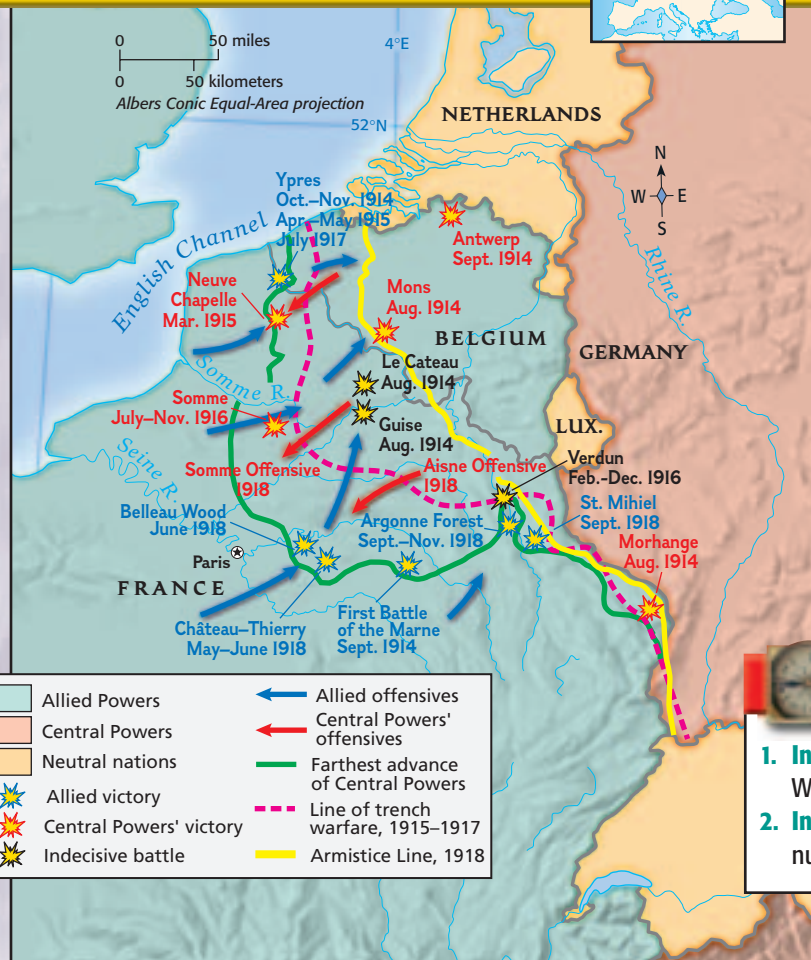 0 50 miles
0 50 kilometers
Albers Conic Equal-Area projection
4°E
52°N
NETHERLANDS
N
W E
S
Ypres
Oct.–Nov. 1914
Apr.–May 1915
July 1917
English Channel
Antwerp
Sept. 1914
Rhine R.
Neuve
Chapelle
Mar. 1915
Mons
Aug. 1914
BELGIUM
GERMANY
Le Cateau
Aug. 1914
Somme R.
Somme
July–Nov. 1916
Guise
Aug. 1914
LUX.
Seine R.
Somme Offensive
1918
Aisne Offensive
1918
Verdun
Feb.-Dec. 1916
Belleau Wood
June 1918
Argonne Forest
Sept.–Nov. 1918
St. Mihiel
Sept. 1918
Paris
Morhange
Aug. 1914
FRANCE
Château–Thierry
May–June 1918
First Battle
of the Marne
Sept. 1914
Allied Powers
Central Powers
Neutral nations
Allied victory
Central Powers' victory
Indecisive battle
Allied offensives
Central Powers'
offensives
Farthest advance
of Central Powers
Line of trench
warfare, 1915–1917
Armistice Line, 1918
1. In
W
2. In
nu